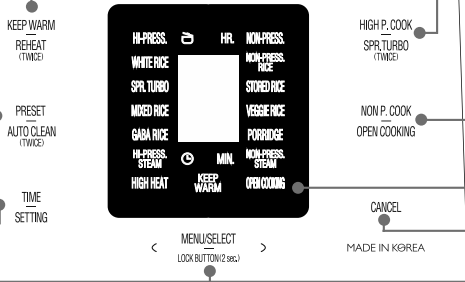 KEEP WARM
REHEAT
(TWICE)
PRESET
AUTO CLEAN
(TWICE)
TIME
SETTING
HI-PRESS.
HR.
NON-PRESS.
WHITE RICE
NON-PRESS.
RICE
SPR. TURBO
STORED RICE
MIXED RICE
VEGGIE RICE
GABA RICE
PORRIDGE
HI-PRESS.
STEAM
MIN.
NON-PRESS.
STEAM
HIGH HEAT
KEEP
WARM
OPEN COOKING
< MENU/SELECT >
LOCK BUTTON(2 sec.)
HIGH P. COOK
SPR.TURBO
(TWICE)
NON P. COOK
OPEN COOKING
CANCEL
MADE IN KOREA